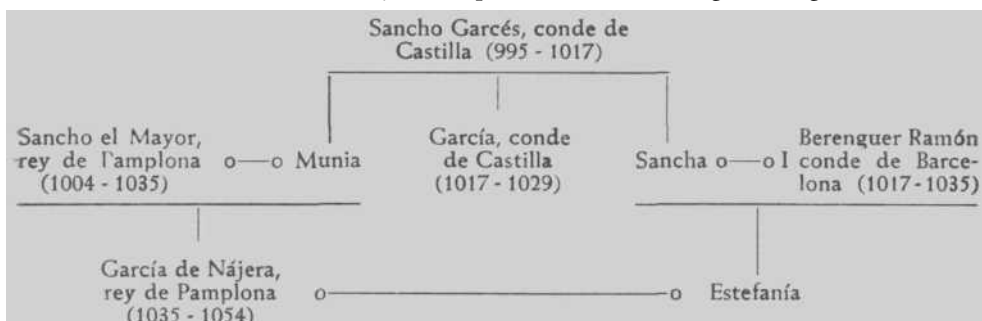 Sancho Garcés, conde de
Castilla (995 - 1017)
Sancho el Mayor,
rey de Pamplona o—o Munia
(1004 - 1035)
García, conde
de Castilla
(1017 - 1029)
Berenguer Ramón
Sancha o—o I conde de Barce-
lona (1017-1035)
García de Nájera,
rey de Pamplona o—o Estefanía
(1035 - 1054)